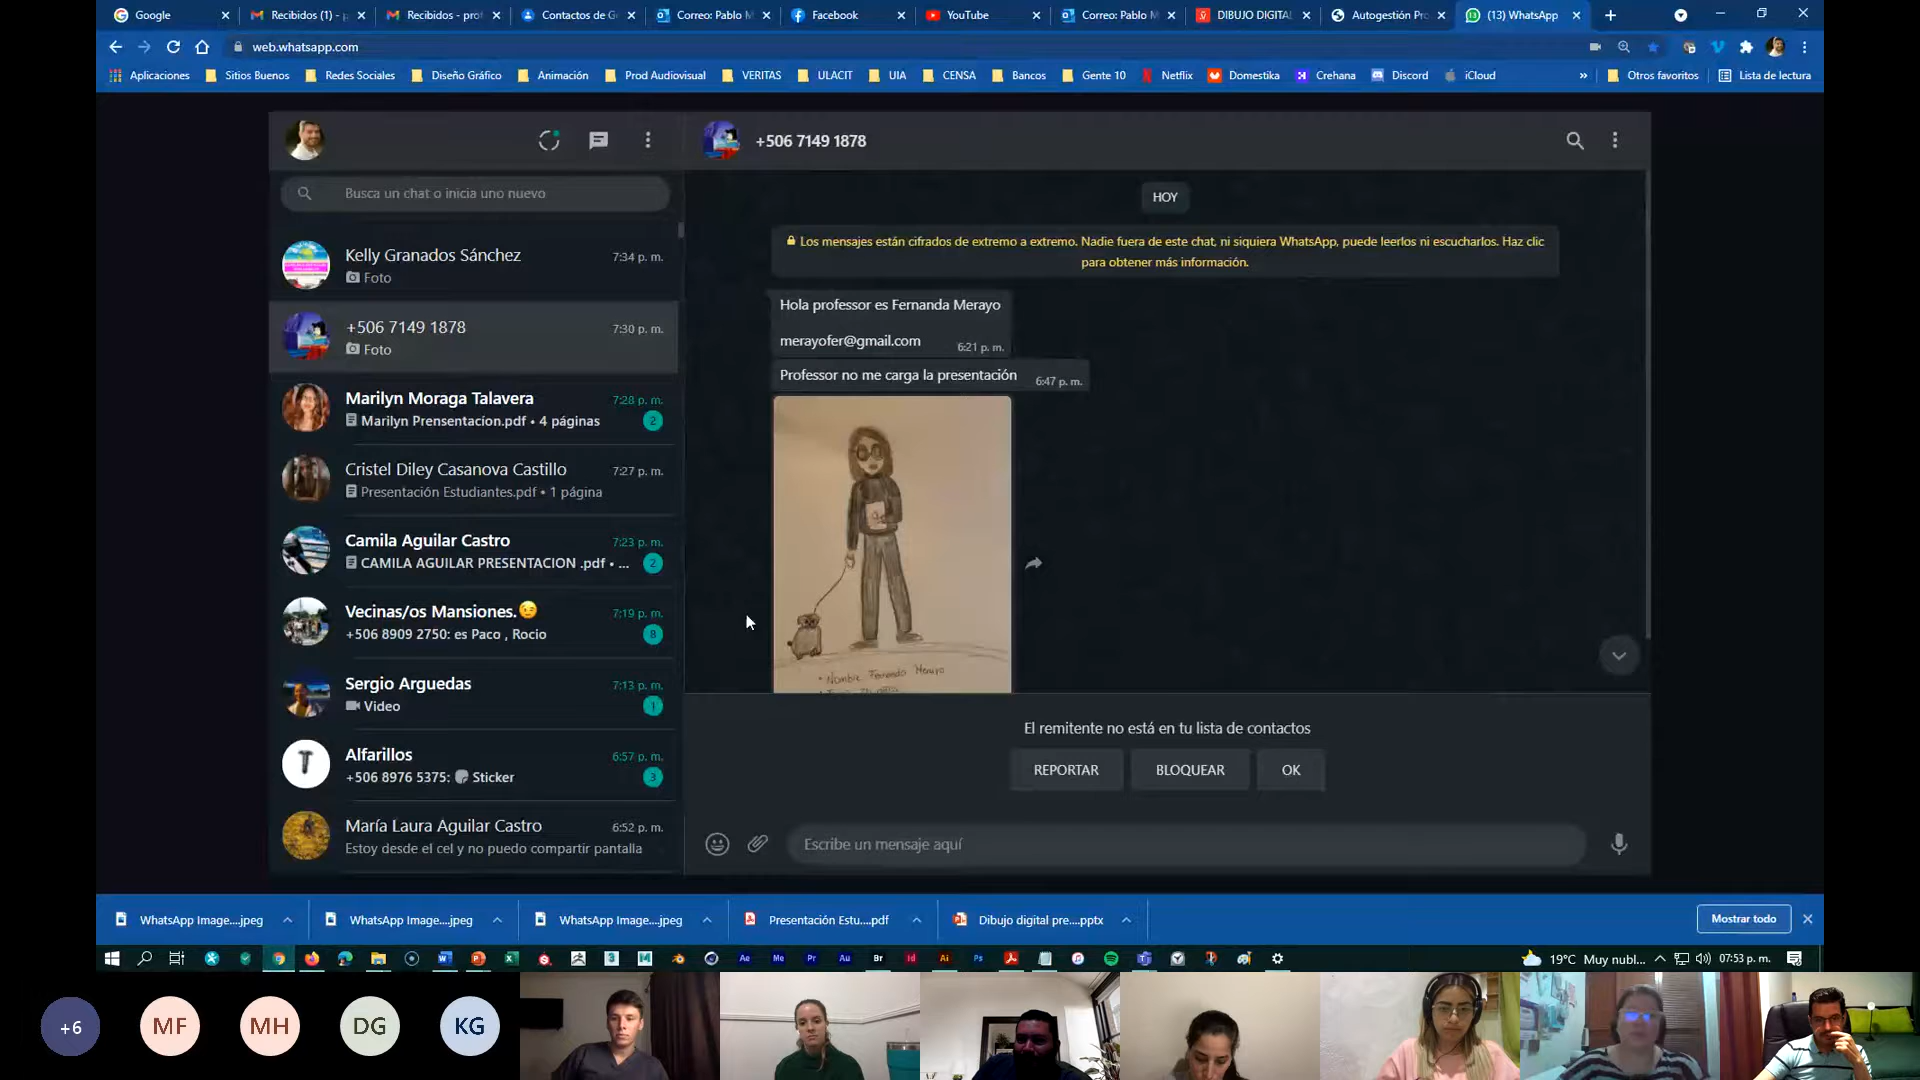 Google
Recibidos (1) - p
Recibidos - prof
Contactos de G
Correo: Pablo M
Facebook
YouTube
Correo: Pablo M
DIBUJO DIGITAL
Autogestión Pro
(13) WhatsApp
web.whatsapp.com
Aplicaciones
Sitios Buenos
Redes Sociales
Diseño Gráfico
Animación
Prod Audiovisual
VERITAS
ULACIT
UIA
CENSA
Bancos
Gente 10
Netflix
Domestika
Crehana
Discord
iCloud
»
Otros favoritos
Lista de lectura
Busca un chat o inicia uno nuevo
Kelly Granados Sánchez 7:34 p. m.
Foto
+506 7149 1878 7:30 p. m.
Foto
Marilyn Moraga Talavera 7:28 p. m.
Marilyn Prensentacíon.pdf • 4 páginas 2
Cristel Diley Casanova Castillo 7:27 p. m.
Presentación Estudiantes.pdf • 1 página
Camila Aguilar Castro 7:23 p. m.
CAMILA AGUILAR PRESENTACION .pdf • ... 2
Vecinas/os Mansiones.😉 7:19 p. m.
+506 8909 2750: es Paco , Rocio 8
Sergio Arguedas 7:13 p. m.
Video 1
Alfarillos 6:57 p. m.
+506 8976 5375: Sticker 3
María Laura Aguilar Castro 6:52 p. m.
Estoy desde el cel y no puedo compartir pantalla
+506 7149 1878
HOY
Los mensajes están cifrados de extremo a extremo. Nadie fuera de este chat, ni siquiera WhatsApp, puede leerlos ni escucharlos. Haz clic
para obtener más información.
Hola professor es Fernanda Merayo
merayofer@gmail.com 6:21 p. m.
Professor no me carga la presentación 6:47 p. m.
• Nombre Fernanda Merayo
El remitente no está en tu lista de contactos
REPORTAR
BLOQUEAR
OK
Escribe un mensaje aquí
WhatsApp Image....jpeg
WhatsApp Image....jpeg
WhatsApp Image....jpeg
Presentación Estu....pdf
Dibujo digital pre....pptx
Mostrar todo
Ae
Me
Pr
Au
Br
Id
Ai
Ps
19°C Muy nubl...
07:53 p. m.
+6
MF
MH
DG
KG